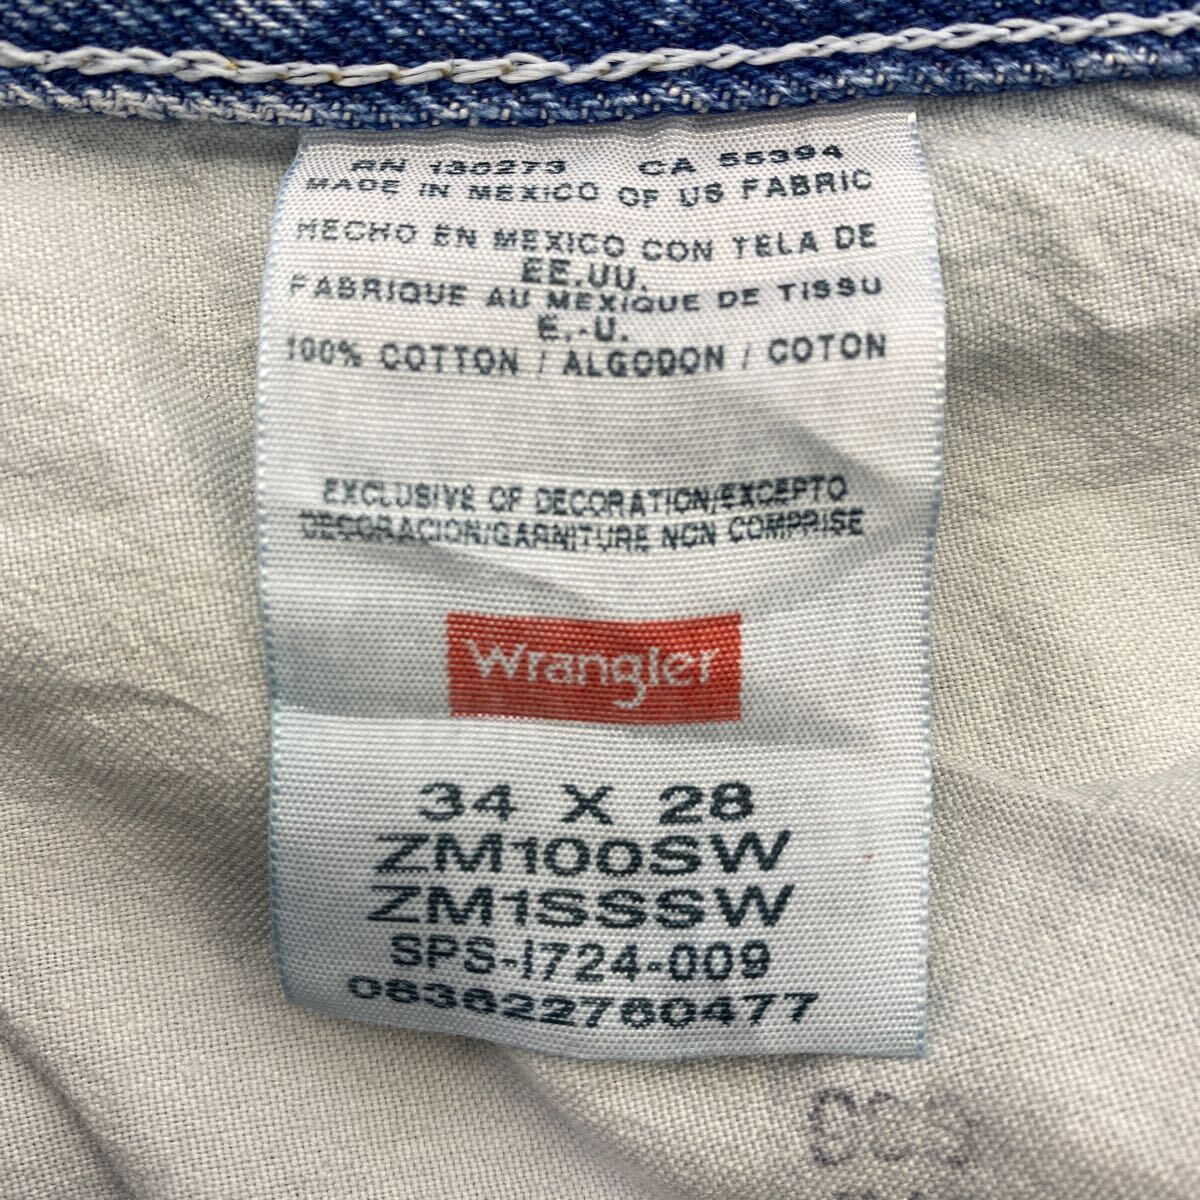 RN 130273 CA 55394
MADE IN MEXICO OF US FABRIC
HECHO EN MEXICO CON TELA DE
EE.UU.
FABRIQUE AU MEXIQUE DE TISSU
E.-U.
100% COTTON / ALGODON / COTON
EXCLUSIVE OF DECORATION/EXCEPTO
DECORACION/GARNITURE NON COMPRISE
Wrangler
34 X 28
ZM100SW
ZM1SSSW
SPS-I724-009
083622760477